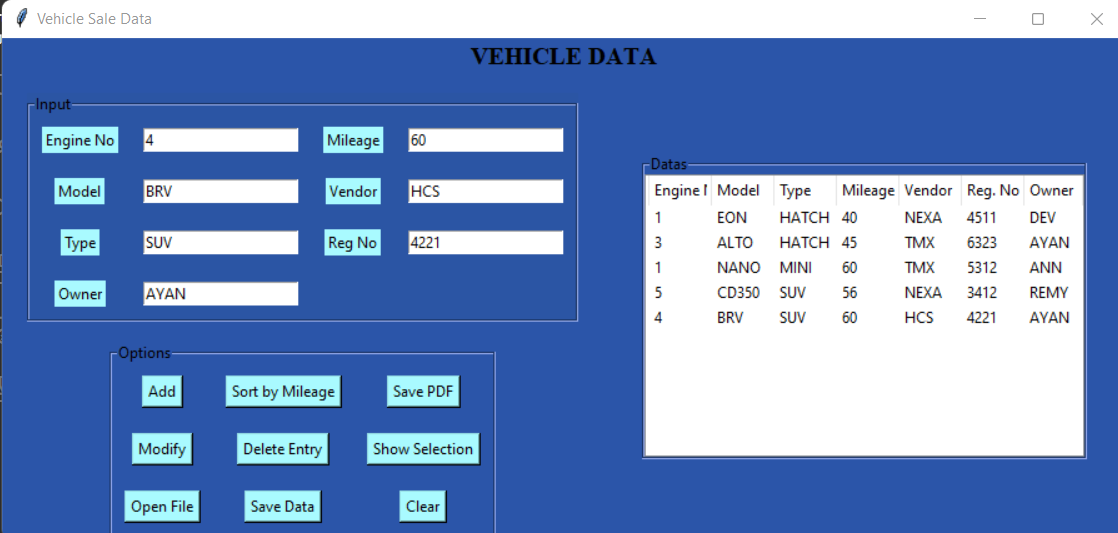 Vehicle Sale Data
VEHICLE DATA
Input
Engine No 4 Mileage 60
Model BRV Vendor HCS
Type SUV Reg No 4221
Owner AYAN
Datas
Engine Model Type Mileage Vendor Reg. No Owner
1 EON HATCH 40 NEXA 4511 DEV
3 ALTO HATCH 45 TMX 6323 AYAN
1 NANO MINI 60 TMX 5312 ANN
5 CD350 SUV 56 NEXA 3412 REMY
4 BRV SUV 60 HCS 4221 AYAN
Options
Add Sort by Mileage Save PDF
Modify Delete Entry Show Selection
Open File Save Data Clear